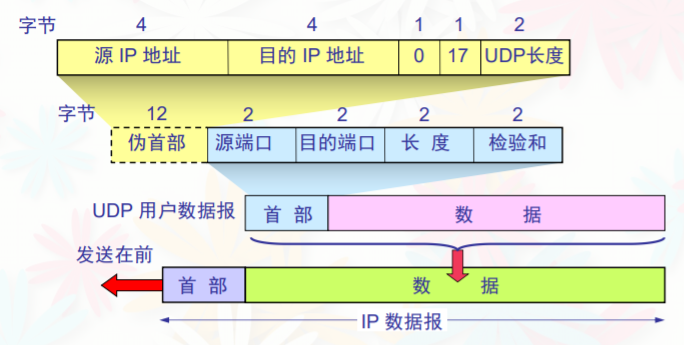 字节 4 4 1 1 2
源 IP 地址 目的 IP 地址 0 17 UDP长度
字节 12 2 2 2 2
伪首部 源端口 目的端口 长 度 检验和
UDP 用户数据报 首 部 数 据
发送在前
首 部 数 据
IP 数据报